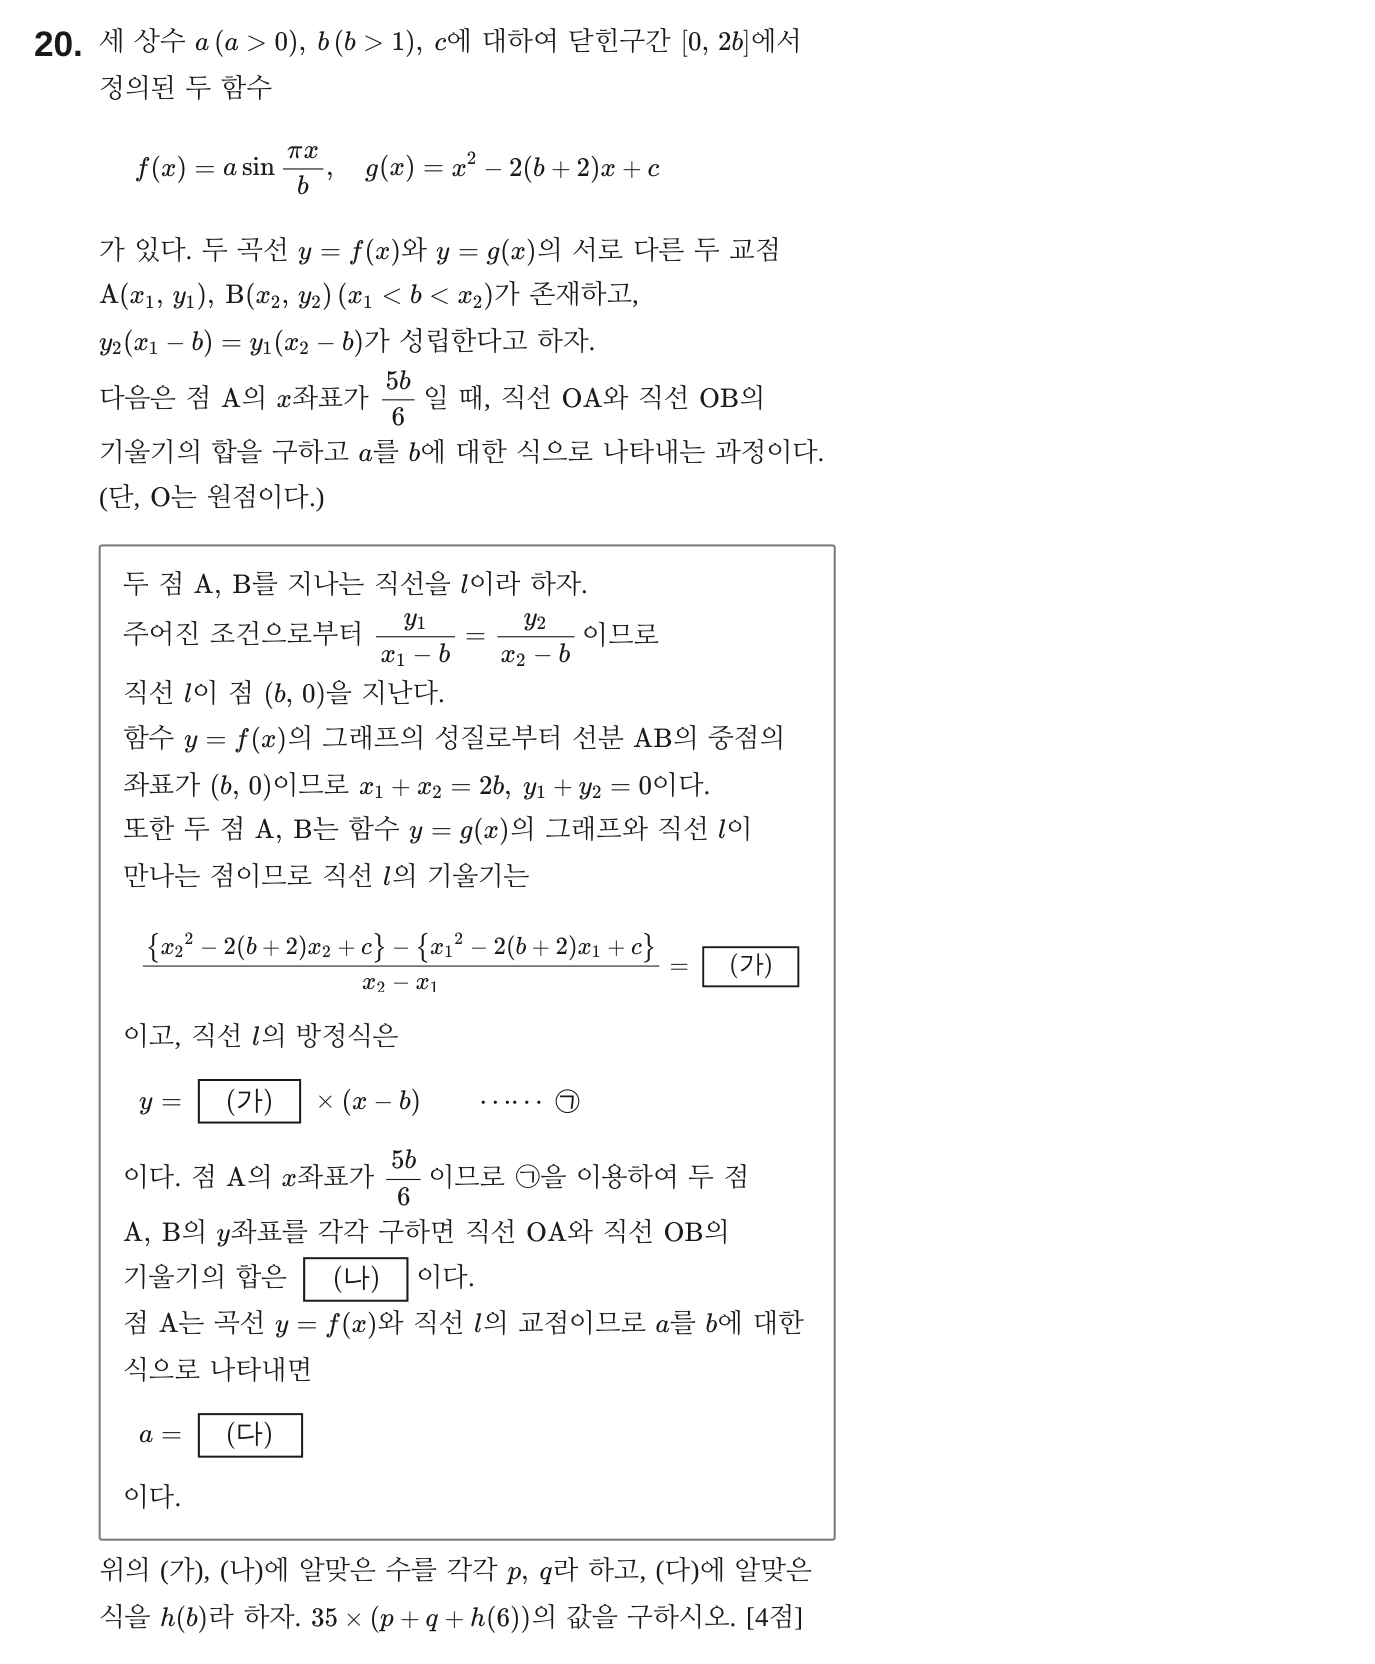 20. 세 상수 a (a > 0), b (b > 1), c에 대하여 닫힌구간 [0, 2b]에서
정의된 두 함수
f(x) = a sin πx/b, g(x) = x² − 2(b + 2)x + c
가 있다. 두 곡선 y = f(x)와 y = g(x)의 서로 다른 두 교점
A(x₁, y₁), B(x₂, y₂) (x₁ < b < x₂)가 존재하고,
y₂(x₁ − b) = y₁(x₂ − b)가 성립한다고 하자.
다음은 점 A의 x좌표가 5b/6 일 때, 직선 OA와 직선 OB의
기울기의 합을 구하고 a를 b에 대한 식으로 나타내는 과정이다.
(단, O는 원점이다.)
두 점 A, B를 지나는 직선을 l이라 하자.
주어진 조건으로부터 y₁/(x₁ − b) = y₂/(x₂ − b) 이므로
직선 l이 점 (b, 0)을 지난다.
함수 y = f(x)의 그래프의 성질로부터 선분 AB의 중점의
좌표가 (b, 0)이므로 x₁ + x₂ = 2b, y₁ + y₂ = 0이다.
또한 두 점 A, B는 함수 y = g(x)의 그래프와 직선 l이
만나는 점이므로 직선 l의 기울기는
({x₂² − 2(b + 2)x₂ + c} − {x₁² − 2(b + 2)x₁ + c})/(x₂ − x₁) = (가)
이고, 직선 l의 방정식은
y = (가) × (x − b) ⋯⋯ ㉠
이다. 점 A의 x좌표가 5b/6 이므로 ㉠을 이용하여 두 점
A, B의 y좌표를 각각 구하면 직선 OA와 직선 OB의
기울기의 합은 (나) 이다.
점 A는 곡선 y = f(x)와 직선 l의 교점이므로 a를 b에 대한
식으로 나타내면
a = (다)
이다.
위의 (가), (나)에 알맞은 수를 각각 p, q라 하고, (다)에 알맞은
식을 h(b)라 하자. 35 × (p + q + h(6))의 값을 구하시오. [4점]